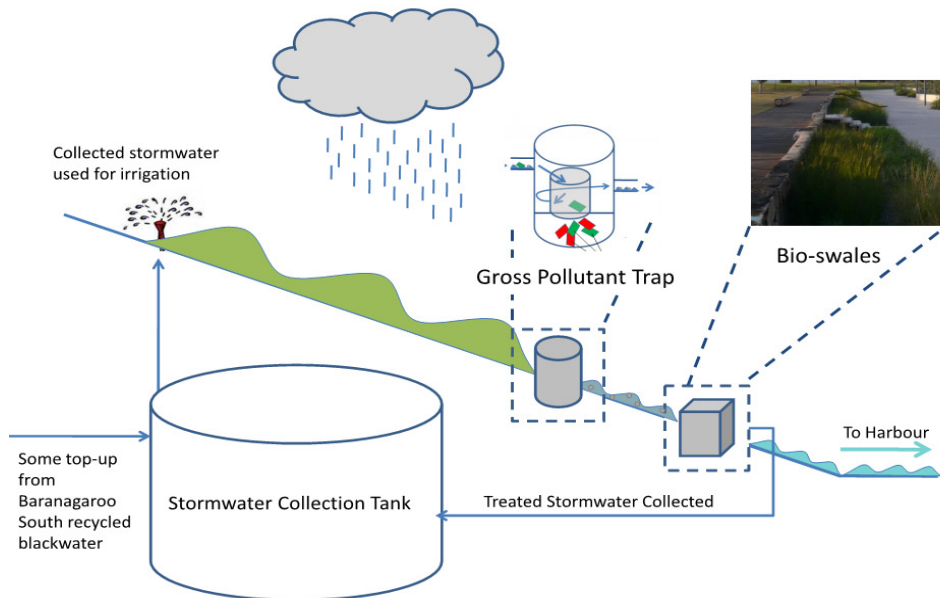 Collected stormwater
used for irrigation
Gross Pollutant Trap
Bio-swales
To Harbour
Some top-up
from
Baranagaroo
South recycled
blackwater
Stormwater Collection Tank
Treated Stormwater Collected